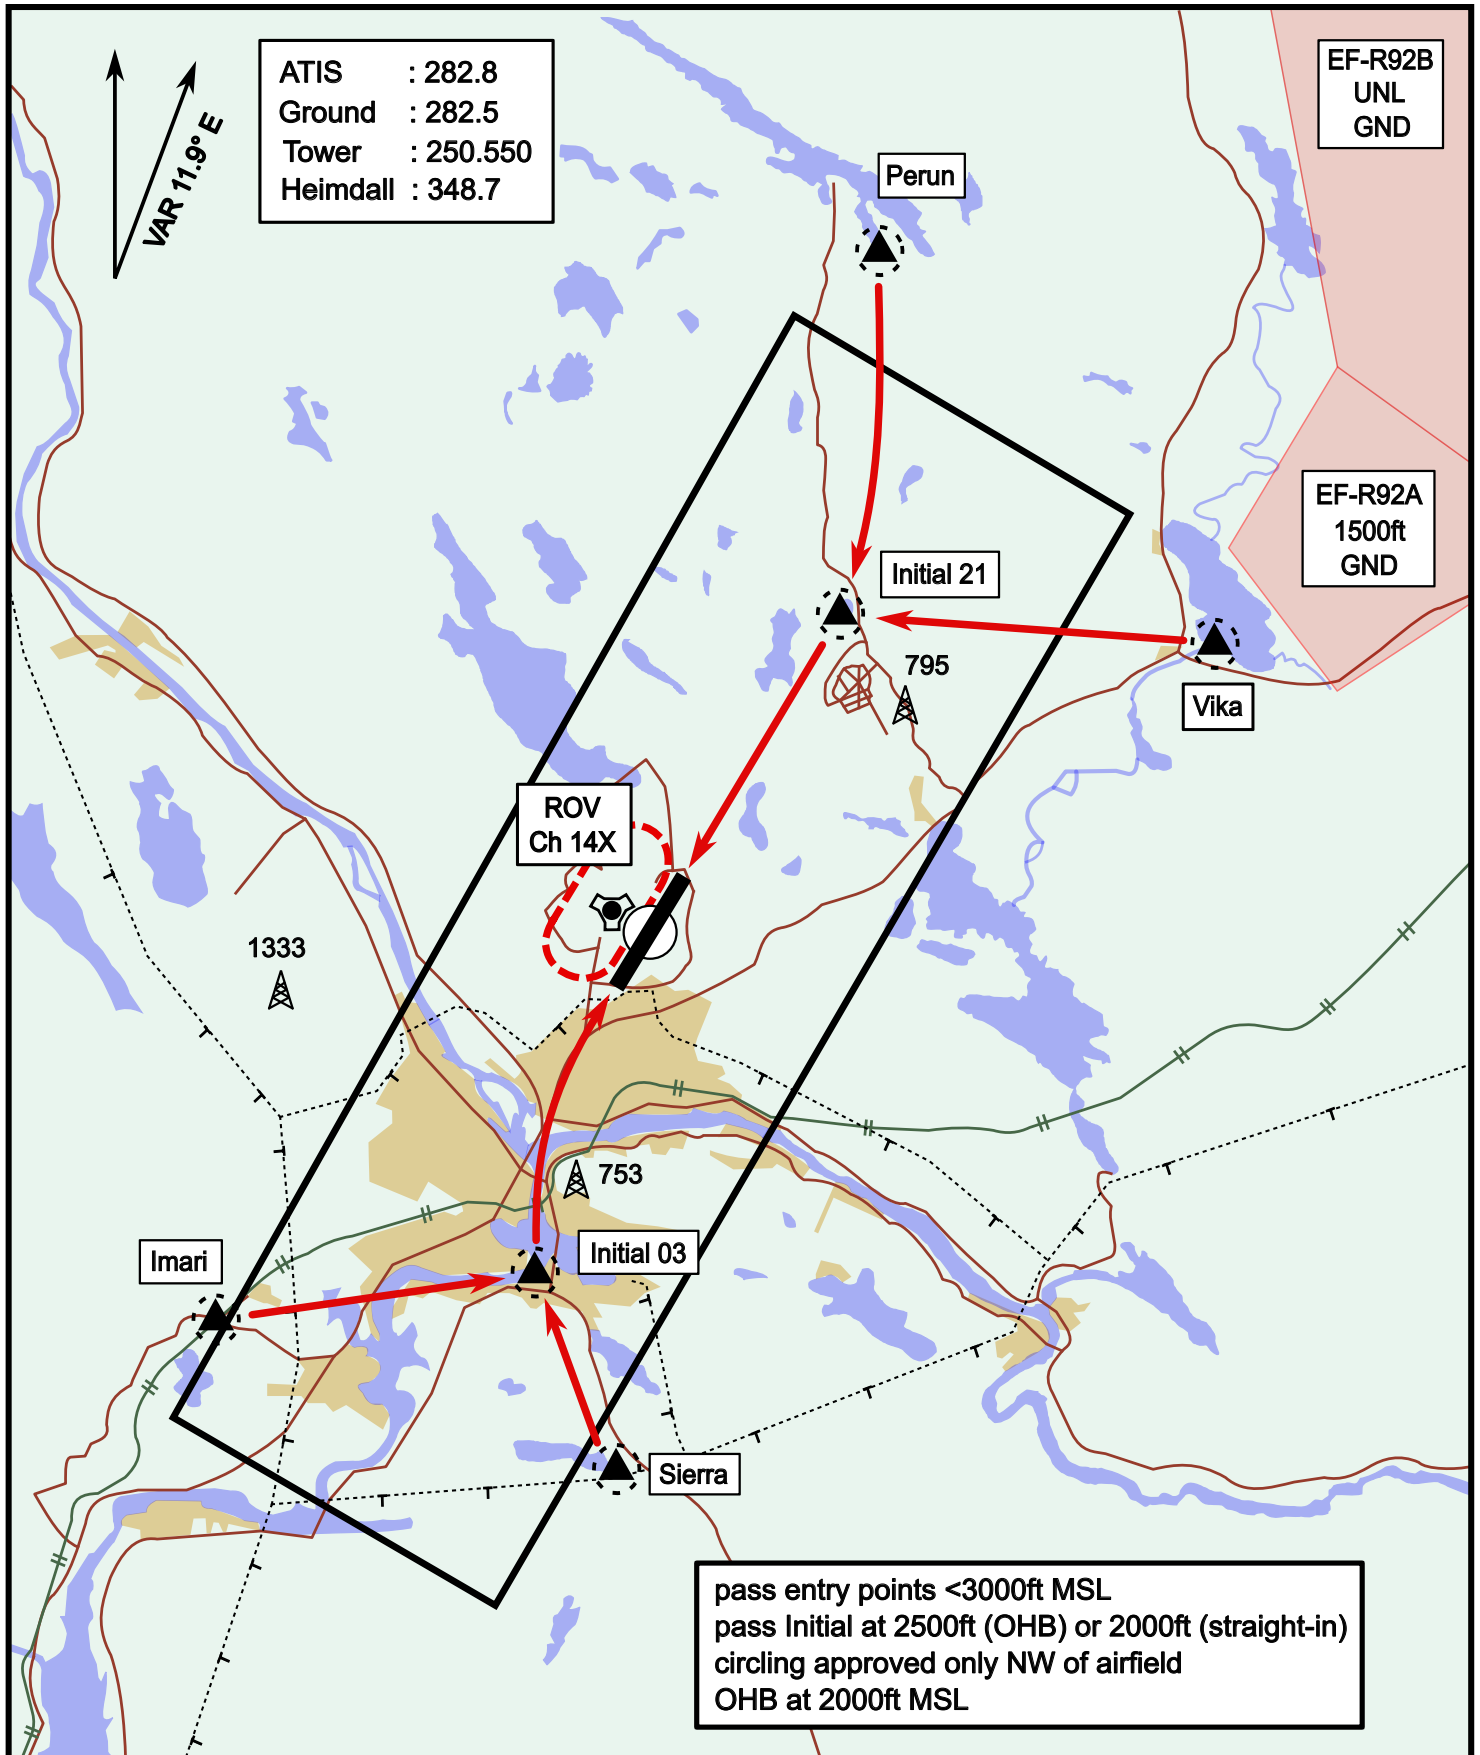 VAR 11.9° E
ATIS : 282.8
Ground : 282.5
Tower : 250.550
Heimdall : 348.7
EF-R92B
UNL
GND
Perun
EF-R92A
1500ft
GND
Initial 21
795
Vika
ROV
Ch 14X
1333
753
Initial 03
Imari
Sierra
pass entry points <3000ft MSL
pass Initial at 2500ft (OHB) or 2000ft (straight-in)
circling approved only NW of airfield
OHB at 2000ft MSL